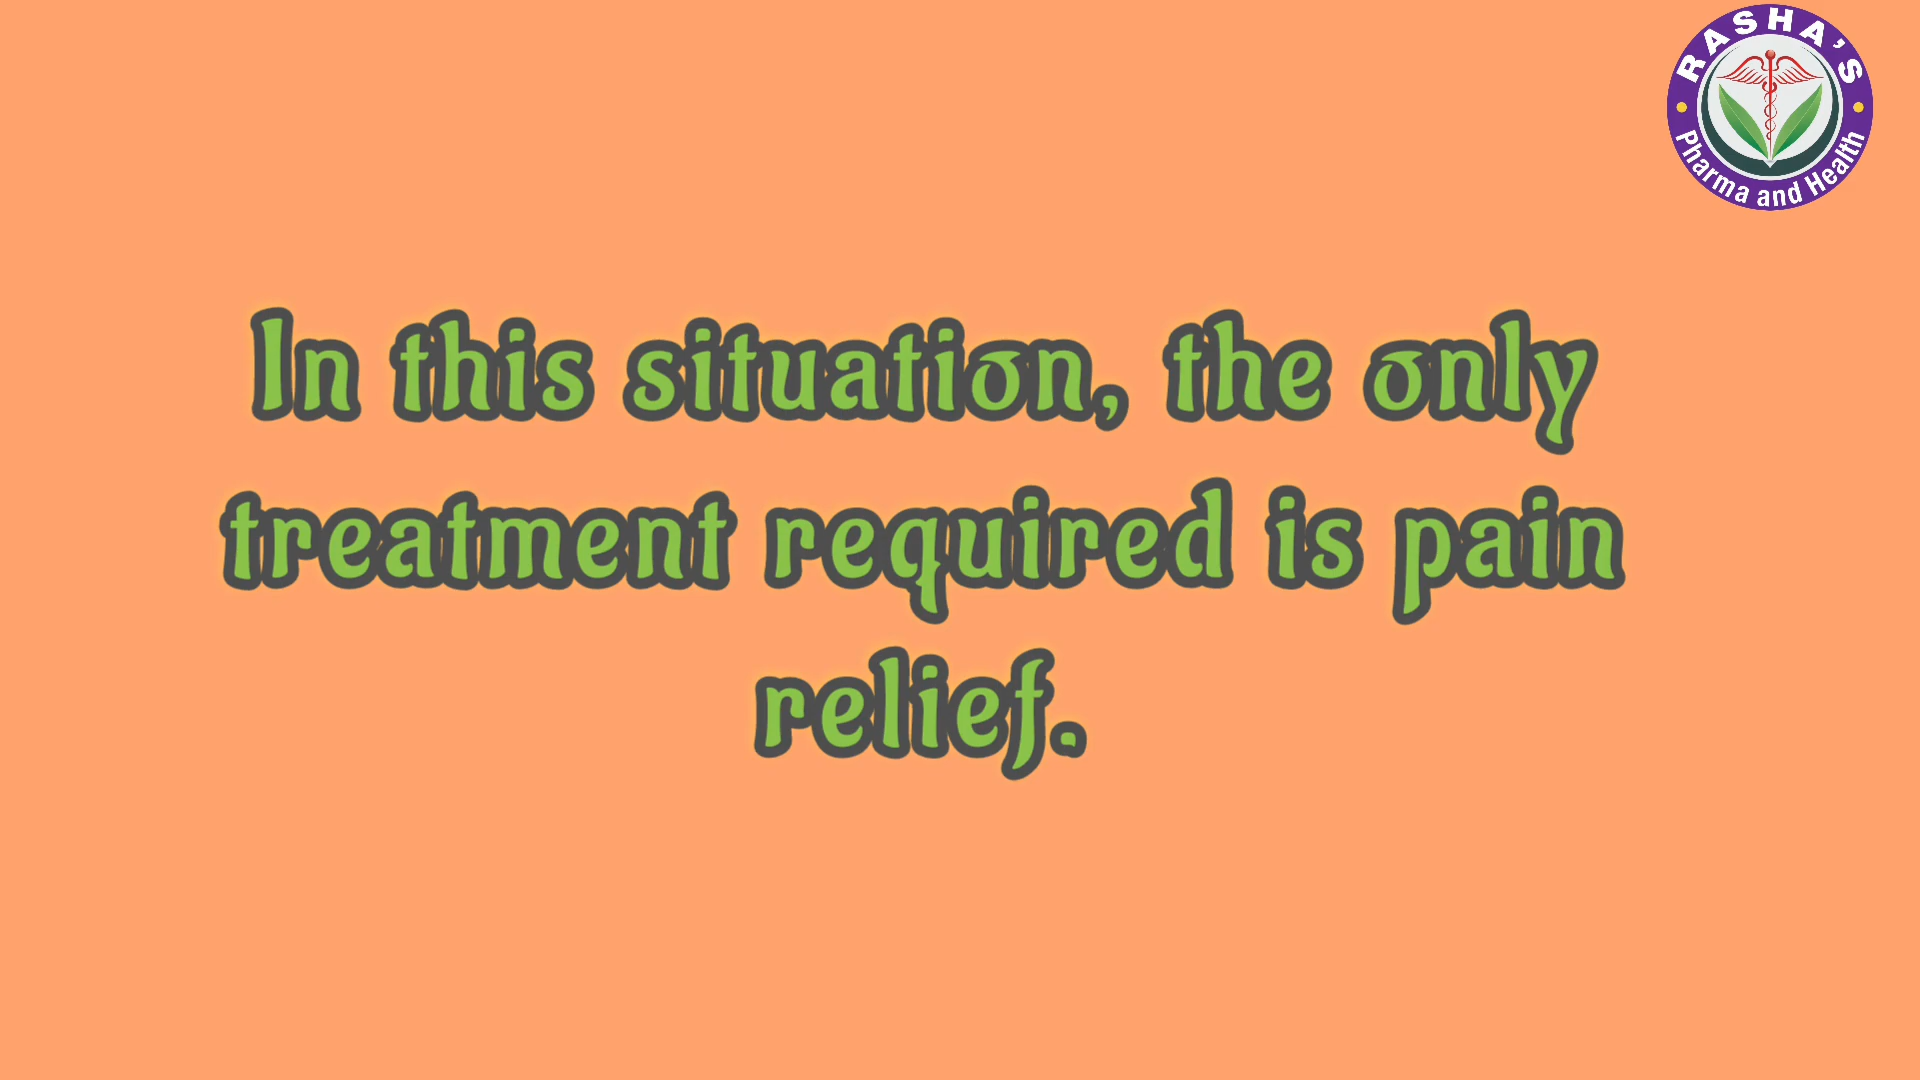 RASHA'S
Pharma and Health
In this situation, the only
treatment required is pain
relief.